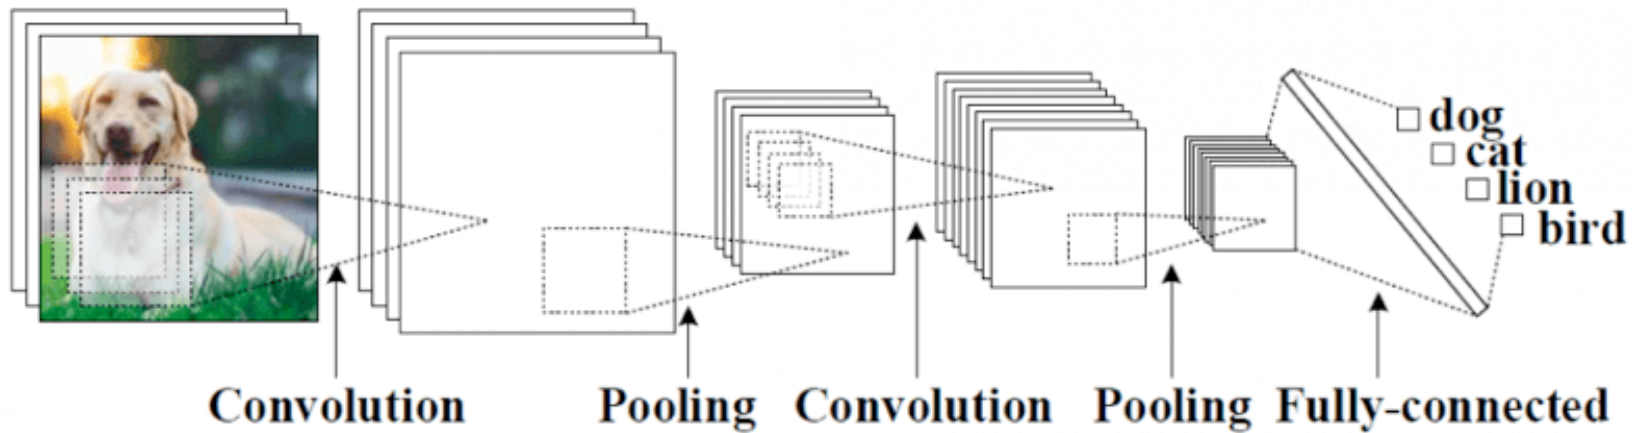 dog
cat
lion
bird
Convolution Pooling Convolution Pooling Fully-connected